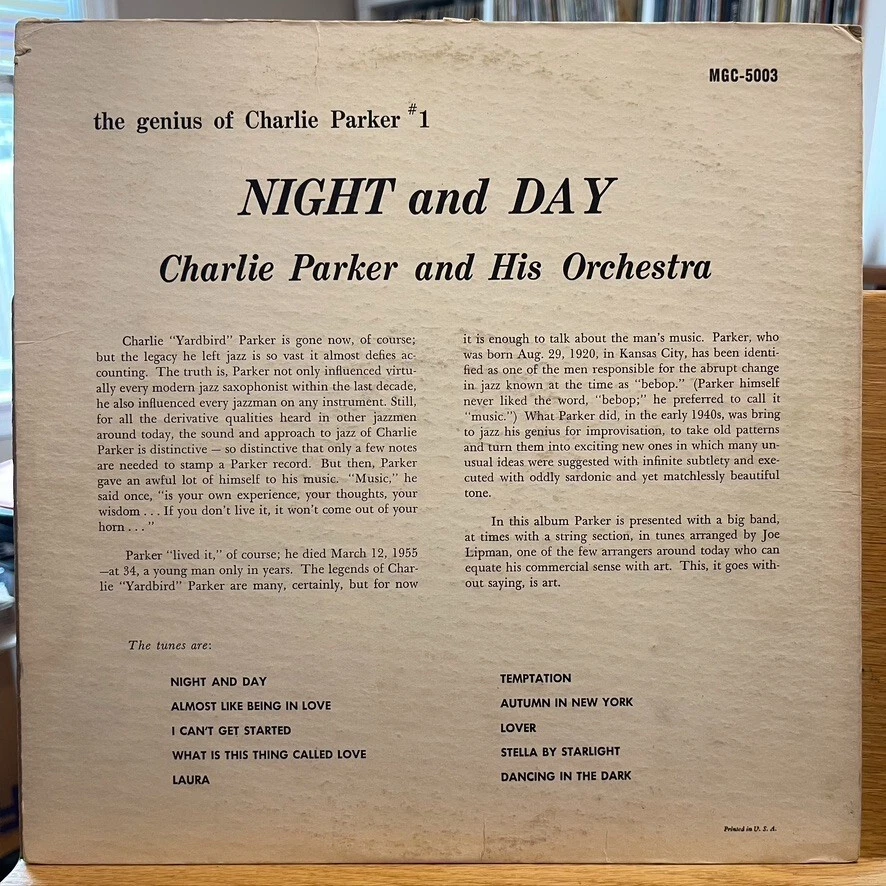 MGC-5003
the genius of Charlie Parker #1
NIGHT and DAY
Charlie Parker and His Orchestra
Charlie "Yardbird" Parker is gone now, of course;
but the legacy he left jazz is so vast it almost defies ac-
counting. The truth is, Parker not only influenced virtu-
ally every modern jazz saxophonist within the last decade,
he also influenced every jazzman on any instrument. Still,
for all the derivative qualities heard in other jazzmen
around today, the sound and approach to jazz of Charlie
Parker is distinctive — so distinctive that only a few notes
are needed to stamp a Parker record. But then, Parker
gave an awful lot of himself to his music. "Music," he
said once, "is your own experience, your thoughts, your
wisdom . . . If you don't live it, it won't come out of your
horn . . ."
Parker "lived it," of course; he died March 12, 1955
—at 34, a young man only in years. The legends of Char-
lie "Yardbird" Parker are many, certainly, but for now
it is enough to talk about the man's music. Parker, who
was born Aug. 29, 1920, in Kansas City, has been identi-
fied as one of the men responsible for the abrupt change
in jazz known at the time as "bebop." (Parker himself
never liked the word, "bebop;" he preferred to call it
"music.") What Parker did, in the early 1940s, was bring
to jazz his genius for improvisation, to take old patterns
and turn them into exciting new ones in which many un-
usual ideas were suggested with infinite subtlety and exe-
cuted with oddly sardonic and yet matchlessly beautiful
tone.
In this album Parker is presented with a big band,
at times with a string section, in tunes arranged by Joe
Lipman, one of the few arrangers around today who can
equate his commercial sense with art. This, it goes with-
out saying, is art.
The tunes are:
NIGHT AND DAY
ALMOST LIKE BEING IN LOVE
I CAN'T GET STARTED
WHAT IS THIS THING CALLED LOVE
LAURA
TEMPTATION
AUTUMN IN NEW YORK
LOVER
STELLA BY STARLIGHT
DANCING IN THE DARK
Printed in U. S. A.